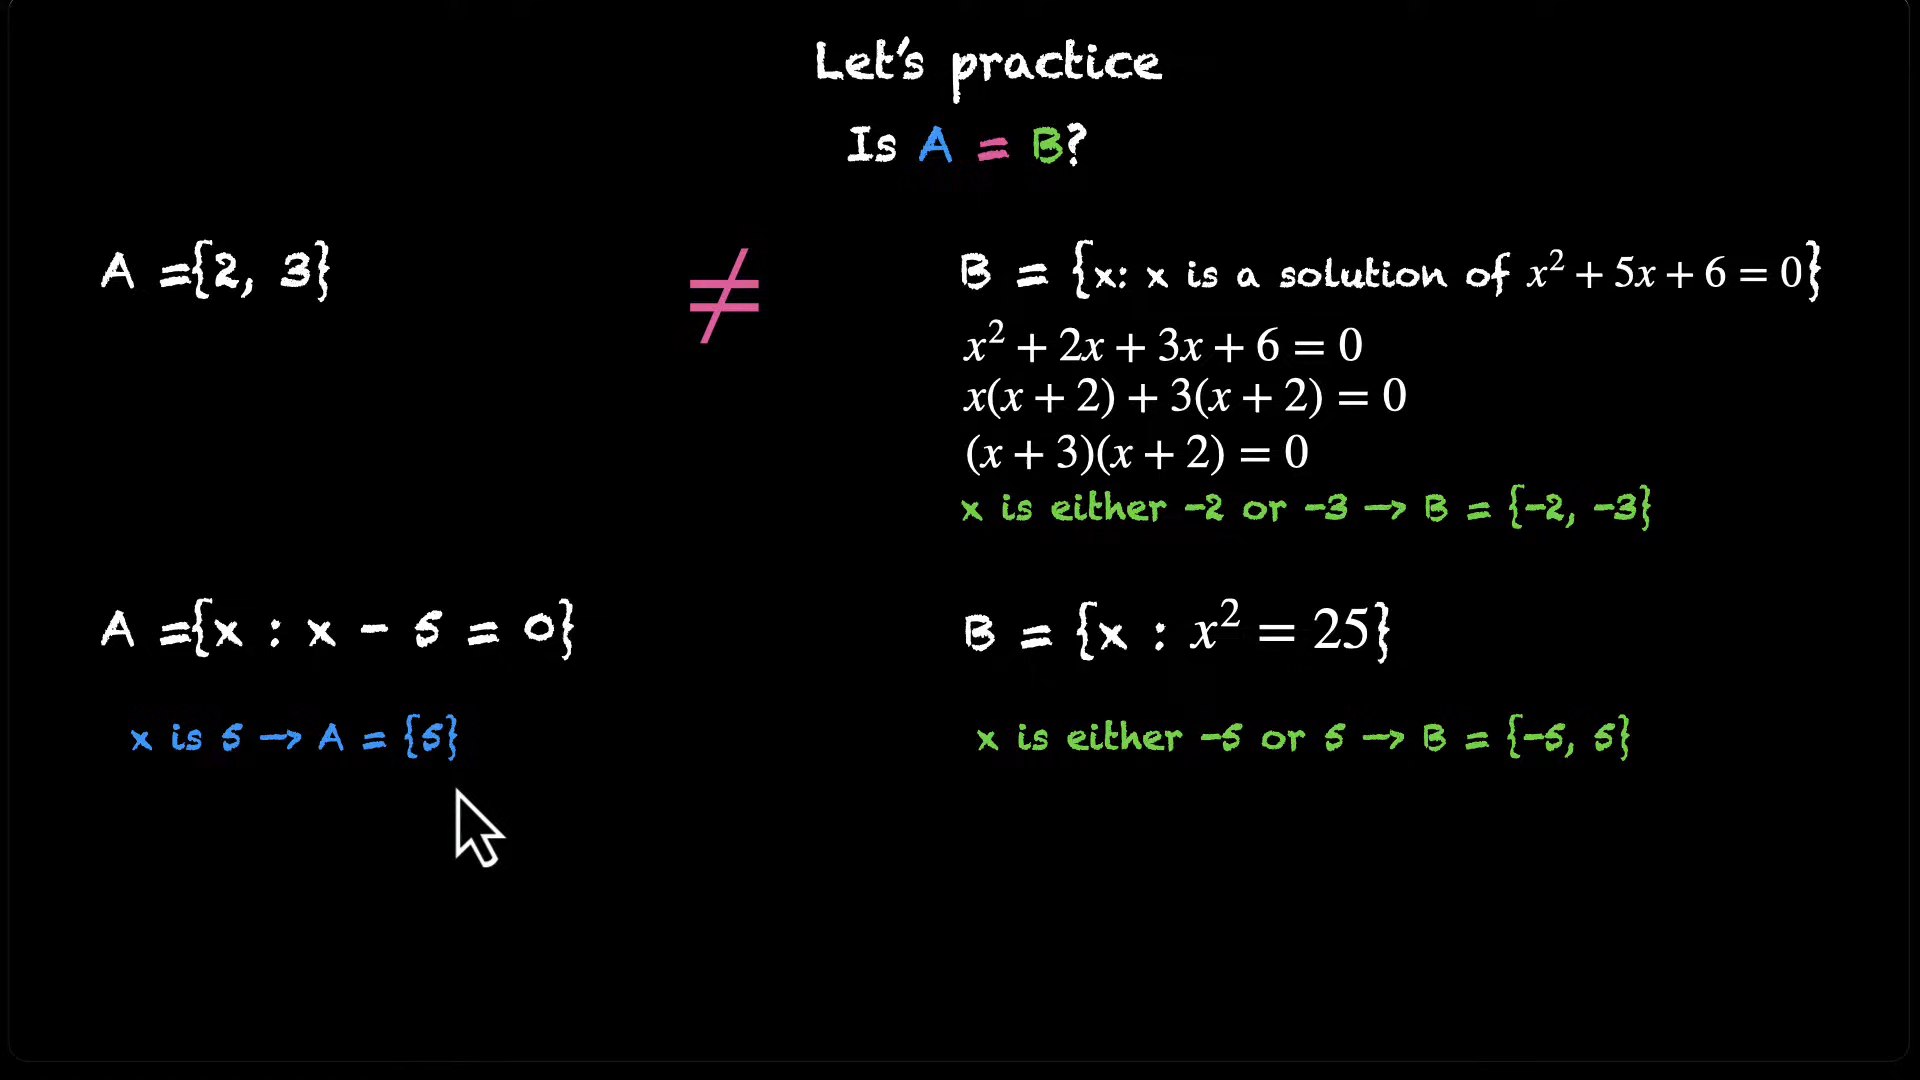 Let's practice
Is A = B?
A ={2, 3}
≠
B = {x: x is a solution of x² + 5x + 6 = 0}
x² + 2x + 3x + 6 = 0
x(x + 2) + 3(x + 2) = 0
(x + 3)(x + 2) = 0
x is either -2 or -3 → B = {-2, -3}
A ={x : x - 5 = 0}
B = {x : x² = 25}
x is 5 → A = {5}
x is either -5 or 5 → B = {-5, 5}